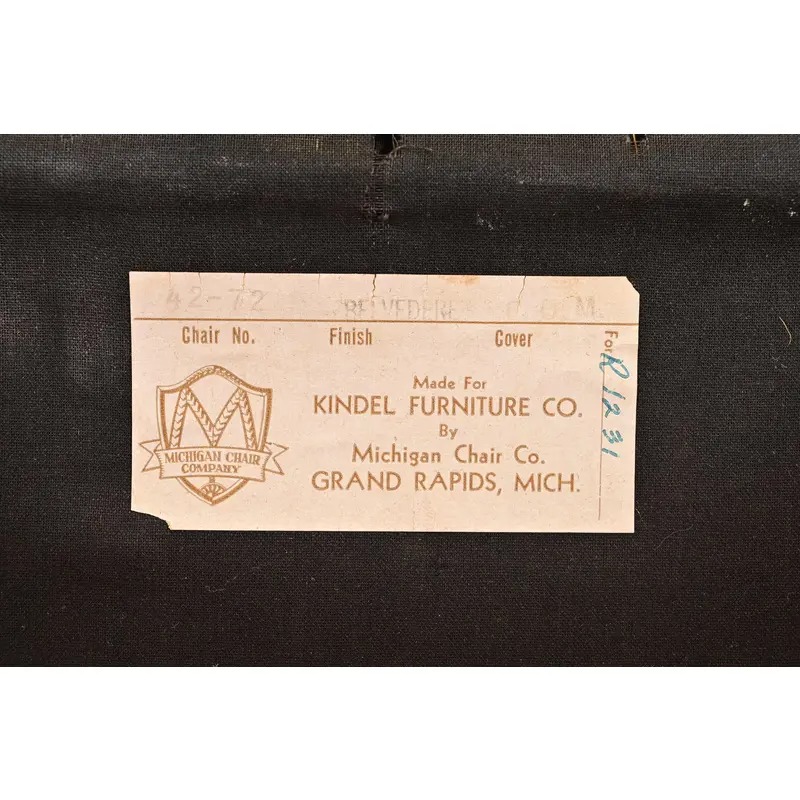 42-72 BELVEDERE C.O.M.
Chair No. Finish Cover
For R 1231
Made For
KINDEL FURNITURE CO.
By
Michigan Chair Co.
GRAND RAPIDS, MICH.
M
MICHIGAN CHAIR
COMPANY